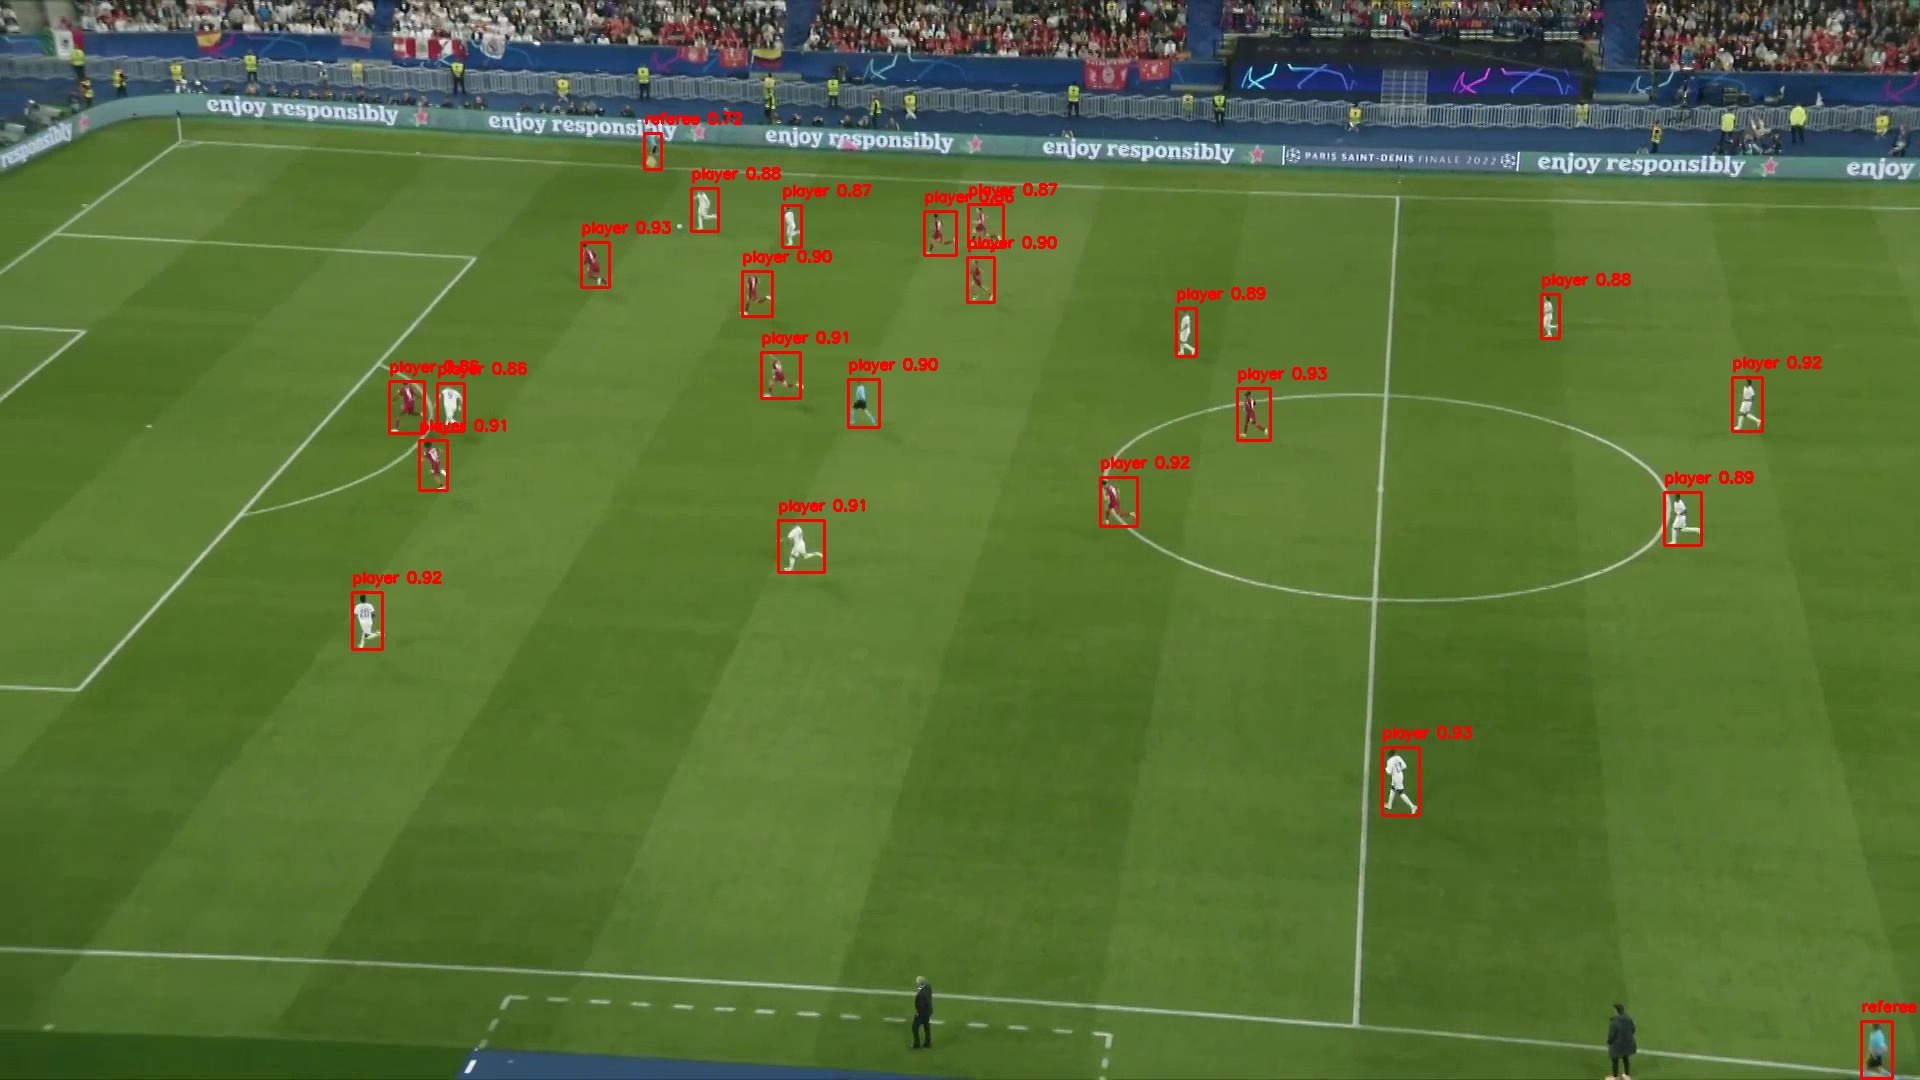 enjoy responsibly
enjoy responsibly
enjoy responsibly
enjoy responsibly
PARIS SAINT-DENIS FINALE 2022
enjoy responsibly
enjoy
responsibly
referee 0.72
player 0.88
player 0.87
player
player 0.87
player 0.93
player 0.90
player 0.90
player 0.89
player 0.88
player 0.91
player 0.90
player
player 0.86
player 0.93
player 0.92
player 0.91
player 0.92
player 0.89
player 0.91
player 0.92
20
player 0.93
referee
9